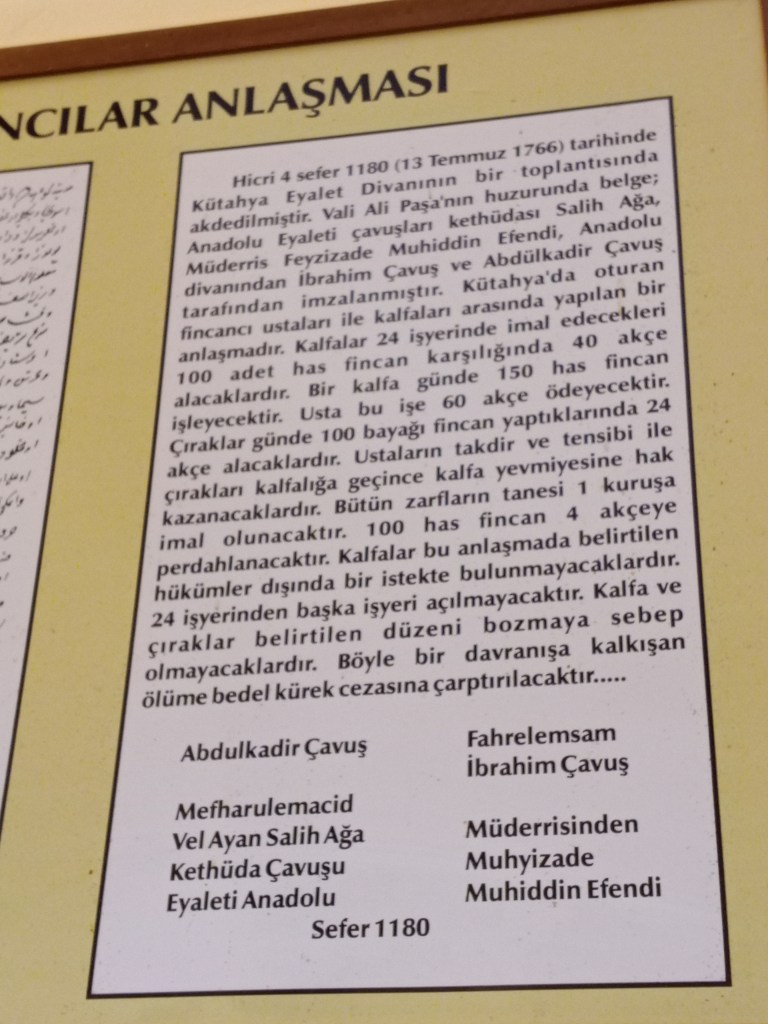 NCILAR ANLAŞMASI
Hicri 4 sefer 1180 (13 Temmuz 1766) tarihinde
Kütahya Eyalet Divanının bir toplantısında
akdedilmiştir. Vali Ali Paşa'nın huzurunda belge;
Anadolu Eyaleti çavuşları kethüdası Salih Ağa,
Müderris Feyzizade Muhiddin Efendi, Anadolu
divanından İbrahim Çavuş ve Abdülkadir Çavuş
tarafından imzalanmıştır. Kütahya'da oturan
fincancı ustaları ile kalfaları arasında yapılan bir
anlaşmadır. Kalfalar 24 işyerinde imal edecekleri
100 adet has fincan karşılığında 40 akçe
alacaklardır. Bir kalfa günde 150 has fincan
işleyecektir. Usta bu işe 60 akçe ödeyecektir.
Çıraklar günde 100 bayağı fincan yaptıklarında 24
akçe alacaklardır. Ustaların takdir ve tensibi ile
çırakları kalfalığa geçince kalfa yevmiyesine hak
kazanacaklardır. Bütün zarfların tanesi 1 kuruşa
imal olunacaktır. 100 has fincan 4 akçeye
perdahlanacaktır. Kalfalar bu anlaşmada belirtilen
hükümler dışında bir istekte bulunmayacaklardır.
24 işyerinden başka işyeri açılmayacaktır. Kalfa ve
çıraklar belirtilen düzeni bozmaya sebep
olmayacaklardır. Böyle bir davranışa kalkışan
ölüme bedel kürek cezasına çarptırılacaktır.....
Abdulkadir Çavuş
Fahrelemsam
İbrahim Çavuş
Mefharulemacid
Vel Ayan Salih Ağa
Kethüda Çavuşu
Eyaleti Anadolu
Müderrisinden
Muhyizade
Muhiddin Efendi
Sefer 1180